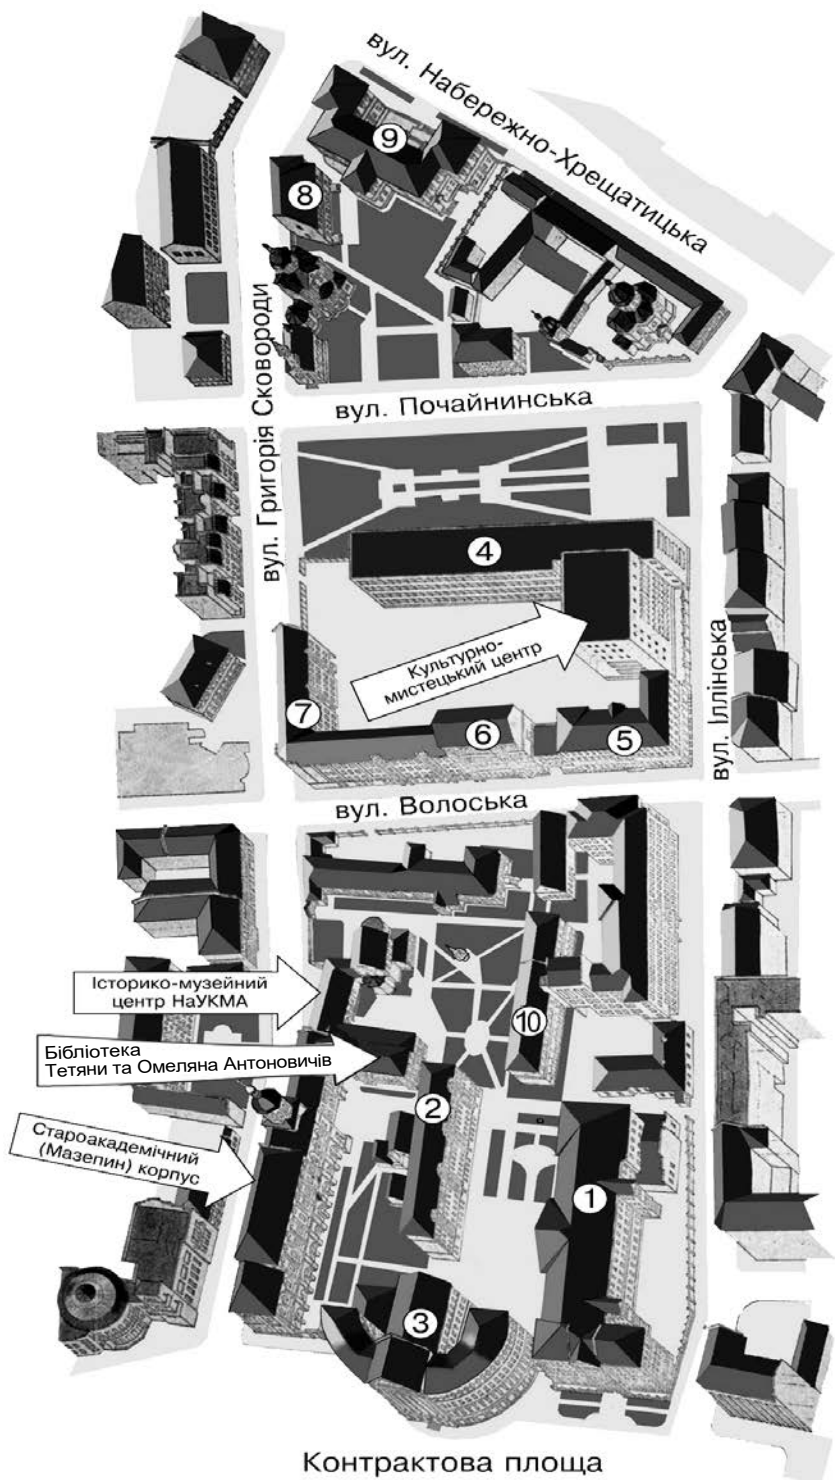 вул. Набережно-Хрещатицька
9
8
вул. Григорія Сковороди
вул. Почайнинська
4
Культурно-
мистецький центр
7
6
5
вул. Іллінська
вул. Волоська
Історико-музейний
центр НаУКМА
10
Бібліотека
Тетяни та Омеляна Антоновичів
2
Староакадемічний
(Мазепин) корпус
1
3
Контрактова площа